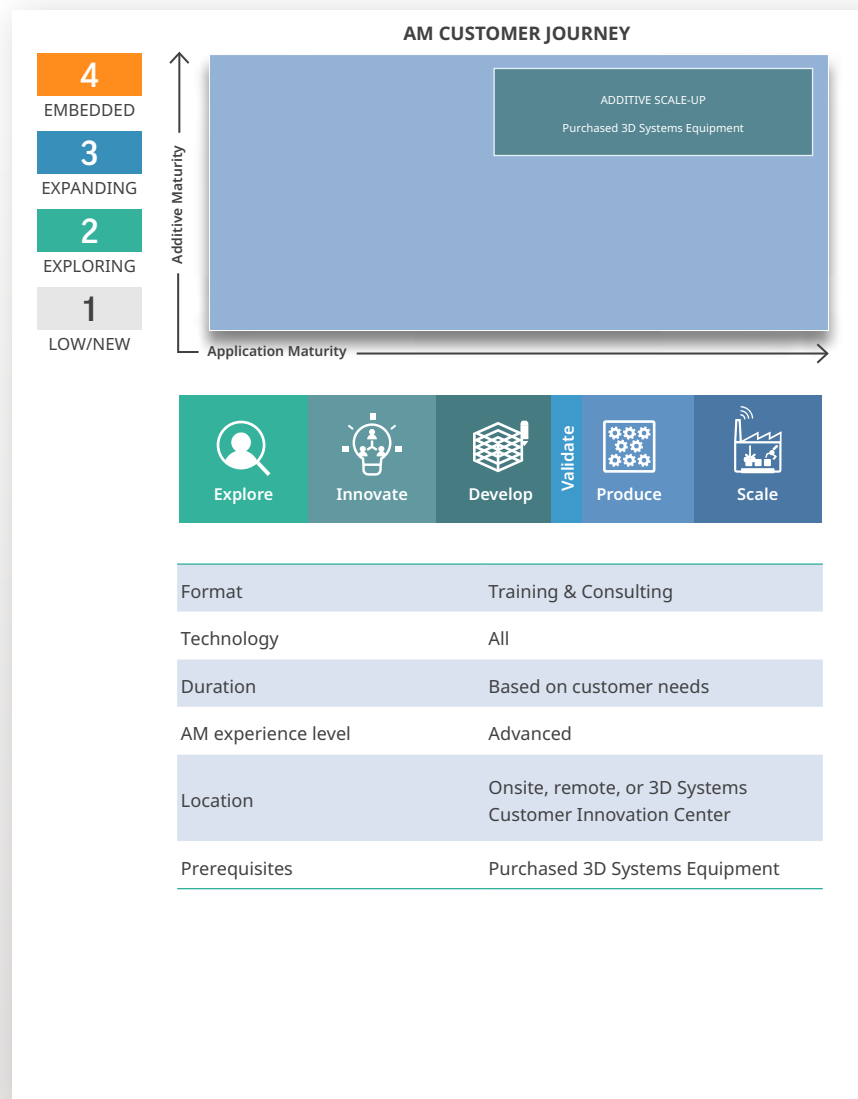 AM CUSTOMER JOURNEY
4
EMBEDDED
3
EXPANDING
2
EXPLORING
1
LOW/NEW
Additive Maturity
ADDITIVE SCALE-UP
Purchased 3D Systems Equipment
Application Maturity
Explore
Innovate
Develop
Validate
Produce
Scale
Format Training & Consulting
Technology All
Duration Based on customer needs
AM experience level Advanced
Location Onsite, remote, or 3D Systems
Customer Innovation Center
Prerequisites Purchased 3D Systems Equipment